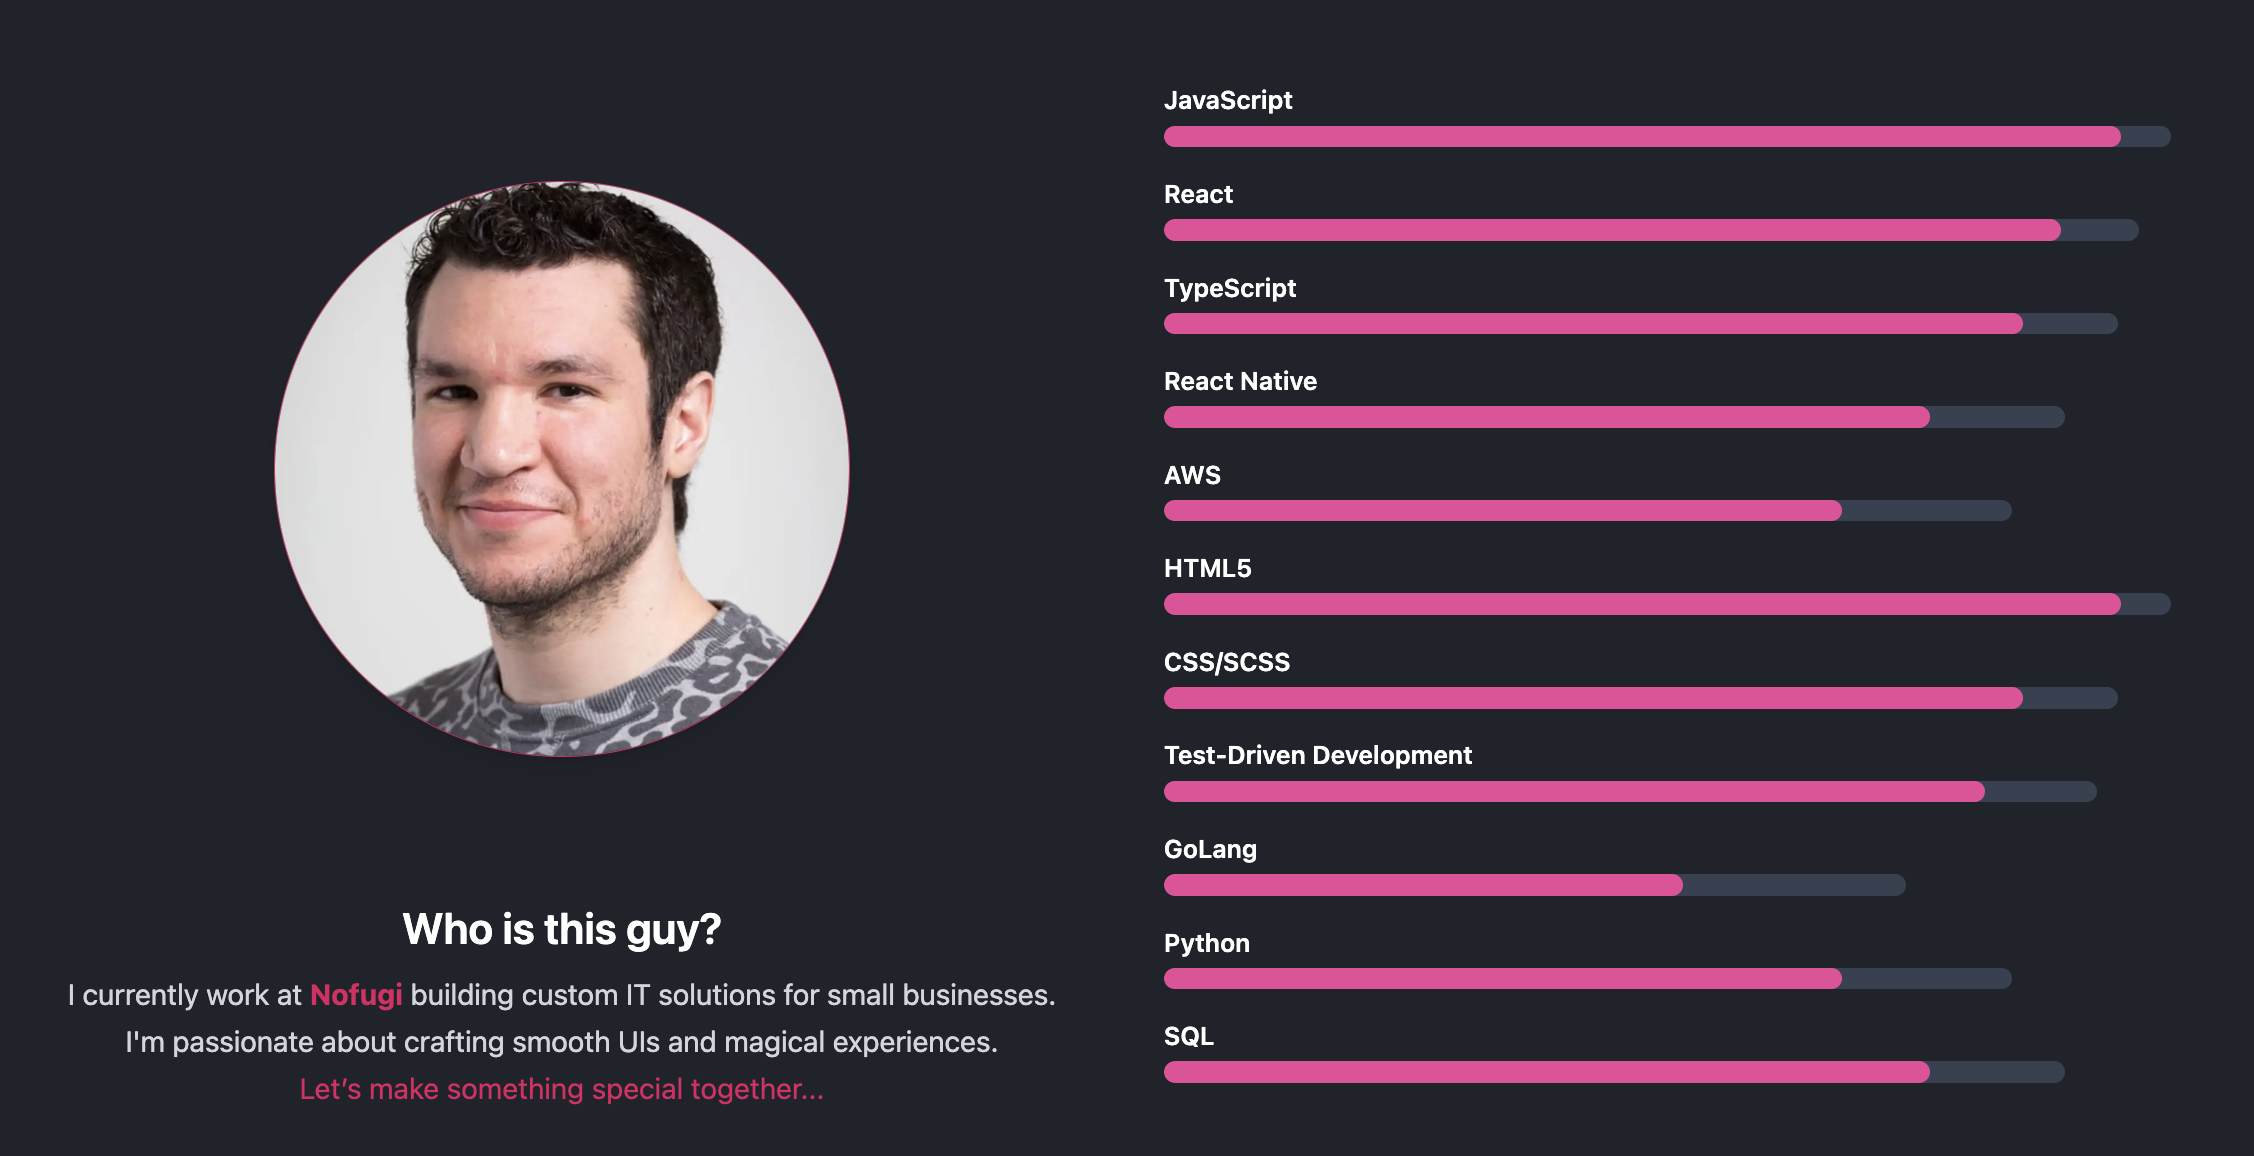 Who is this guy?
I currently work at Nofugi building custom IT solutions for small businesses.
I'm passionate about crafting smooth UIs and magical experiences.
Let’s make something special together...
JavaScript
React
TypeScript
React Native
AWS
HTML5
CSS/SCSS
Test-Driven Development
GoLang
Python
SQL